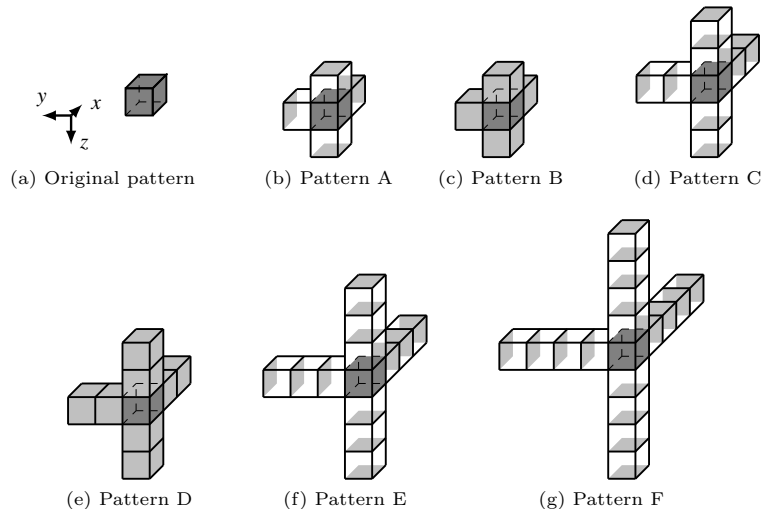 y
x
z
(a) Original pattern
(b) Pattern A
(c) Pattern B
(d) Pattern C
(e) Pattern D
(f) Pattern E
(g) Pattern F